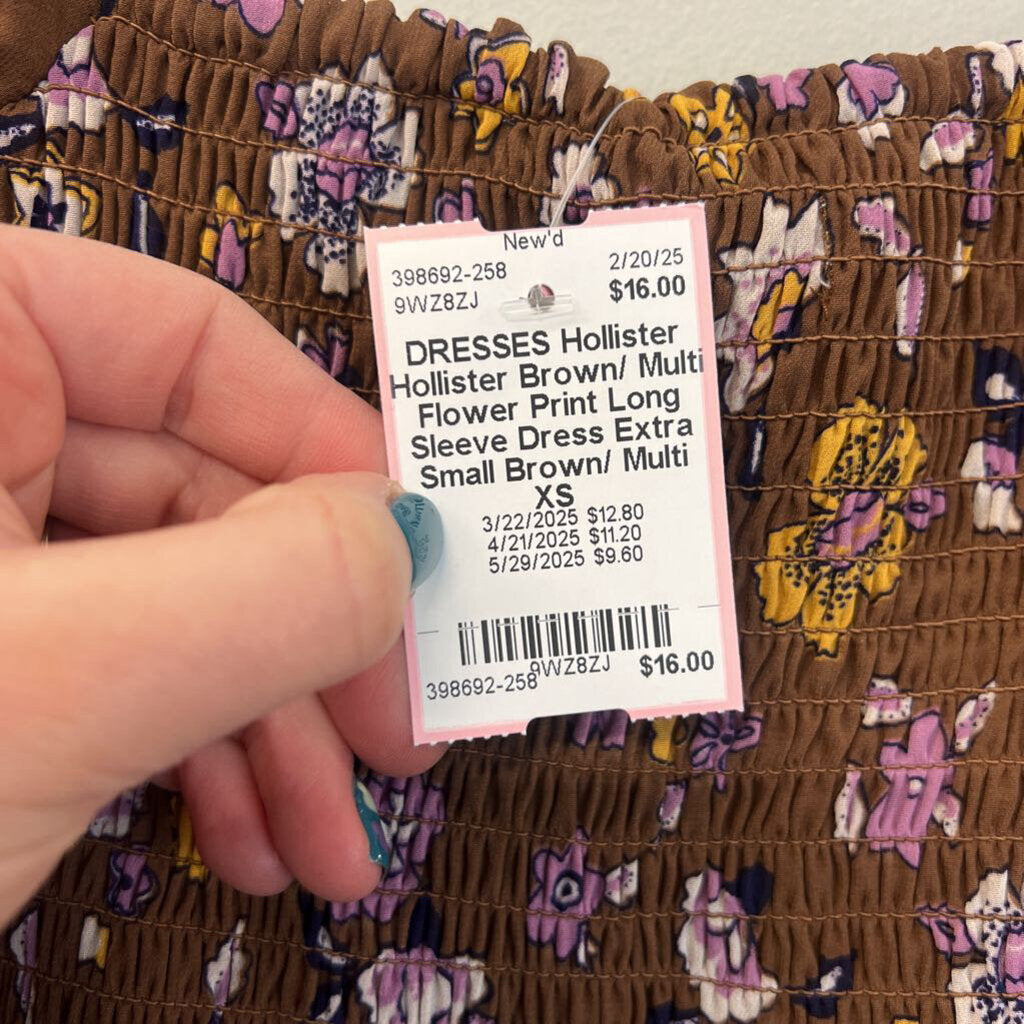 New'd
398692-258 2/20/25
9WZ8ZJ $16.00
DRESSES Hollister
Hollister Brown/ Multi
Flower Print Long
Sleeve Dress Extra
Small Brown/ Multi
XS
3/22/2025 $12.80
4/21/2025 $11.20
5/29/2025 $9.60
9WZ8ZJ $16.00
398692-258